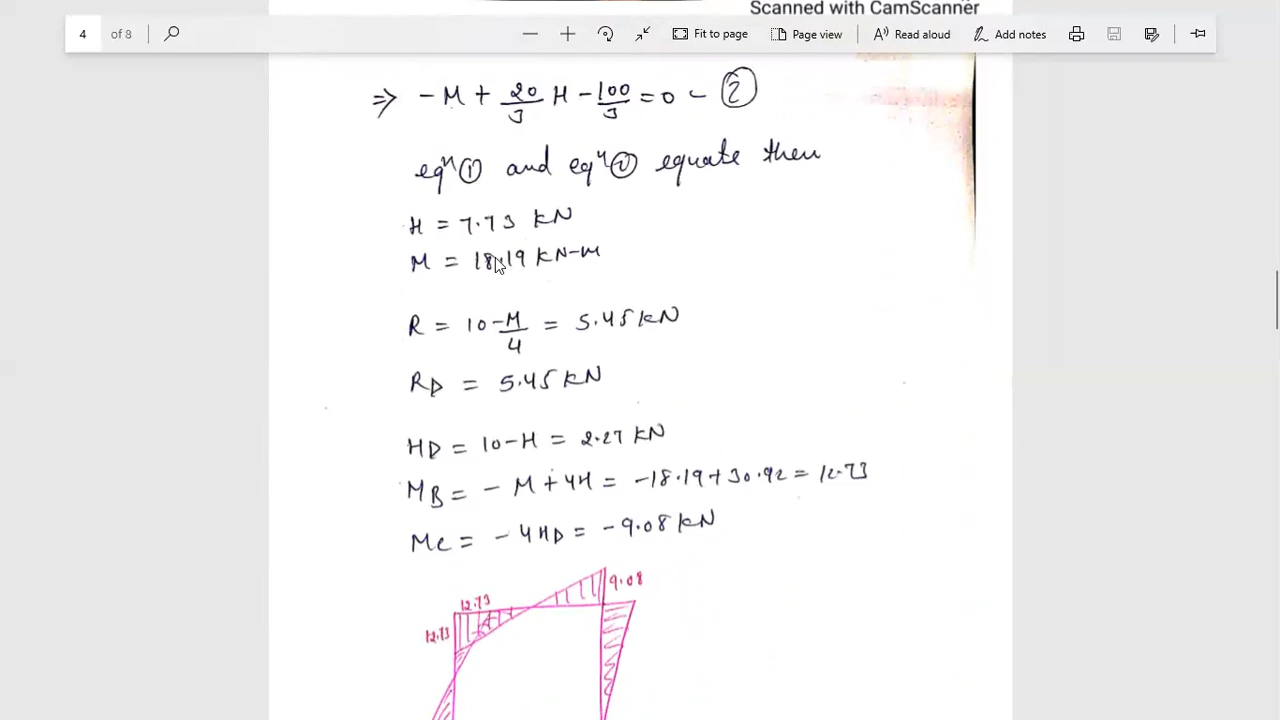 Scanned with CamScanner
4 of 8 Fit to page Page view Read aloud Add notes
⇒ -M + 20/3 H - 100/3 = 0 - ②
eqⁿ① and eqⁿ② equate then
H = 7.73 KN
M = 18.19 KN-m
R = 10 - M/4 = 5.45 KN
RD = 5.45 KN
HD = 10 - H = 2.27 KN
MB = - M + 4H = -18.19 + 30.92 = 12.73
Mc = - 4HD = - 9.08 KN
9.08
12.73
12.73